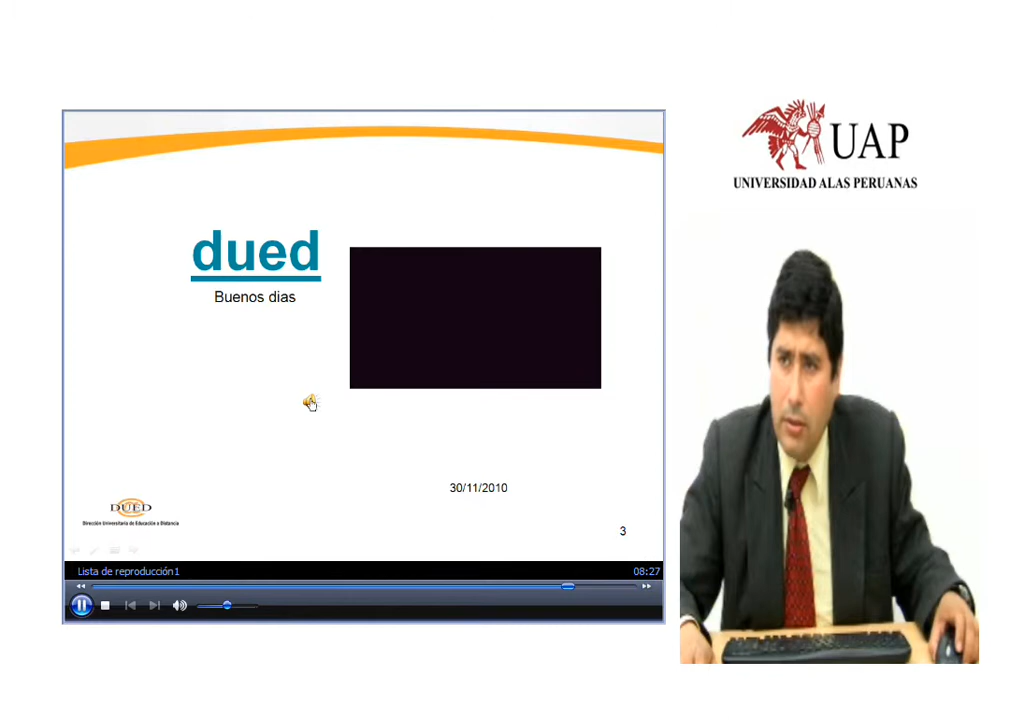 dued
Buenos dias
30/11/2010
DUED
Dirección Universitaria de Educación a Distancia
3
Lista de reproducción1
08:27
UAP
UNIVERSIDAD ALAS PERUANAS